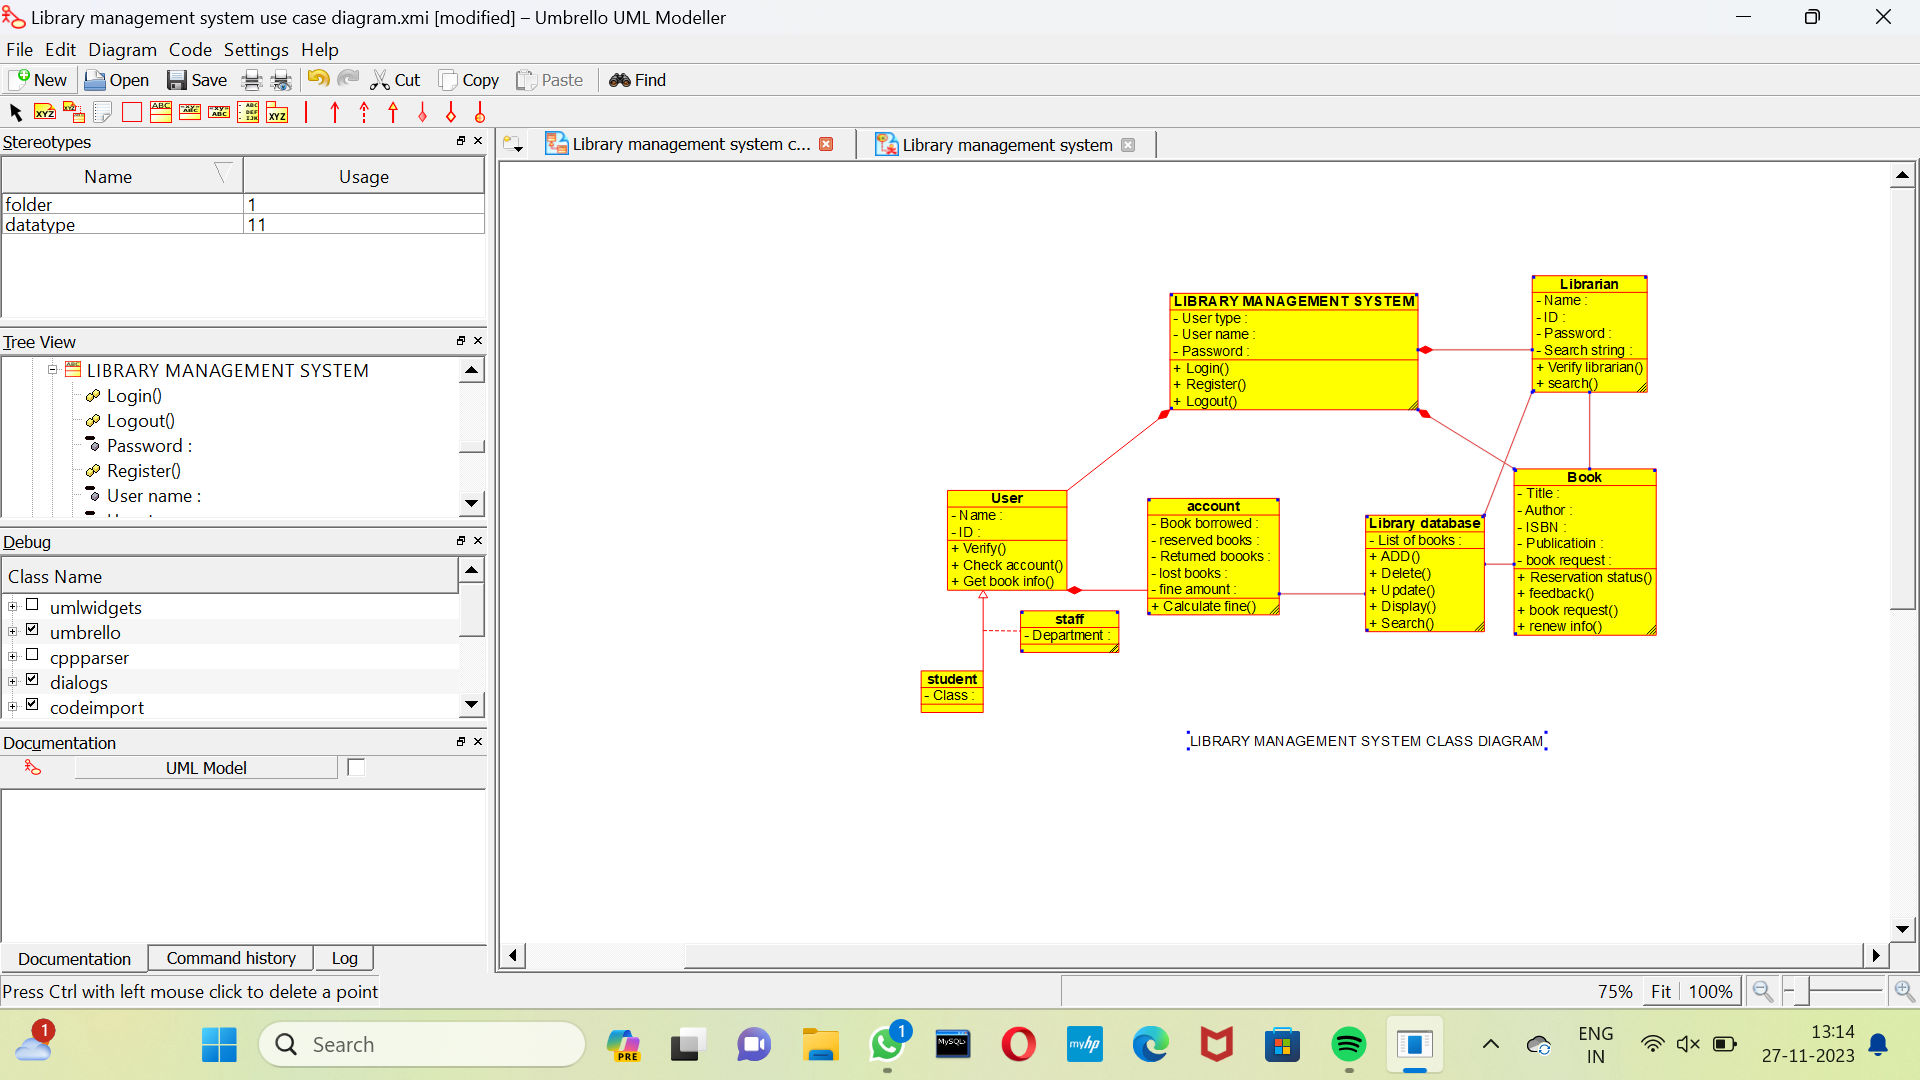 Library management system use case diagram.xmi [modified] – Umbrello UML Modeller
File Edit Diagram Code Settings Help
New Open Save Cut Copy Paste Find
Stereotypes
Name Usage
folder 1
datatype 11
Tree View
LIBRARY MANAGEMENT SYSTEM
Login()
Logout()
Password :
Register()
User name :
Debug
Class Name
umlwidgets
umbrello
cppparser
dialogs
codeimport
Documentation
UML Model
Documentation Command history Log
Press Ctrl with left mouse click to delete a point
Library management system c...
Library management system
LIBRARY MANAGEMENT SYSTEM
- User type :
- User name :
- Password :
+ Login()
+ Register()
+ Logout()
Librarian
- Name :
- ID :
- Password :
- Search string :
+ Verify librarian()
+ search()
User
- Name :
- ID :
+ Verify()
+ Check account()
+ Get book info()
account
- Book borrowed :
- reserved books :
- Returned boooks :
- lost books :
- fine amount :
+ Calculate fine()
Library database
- List of books :
+ ADD()
+ Delete()
+ Update()
+ Display()
+ Search()
Book
- Title :
- Author :
- ISBN :
- Publicatioin :
- book request :
+ Reservation status()
+ feedback()
+ book request()
+ renew info()
staff
- Department :
student
- Class :
LIBRARY MANAGEMENT SYSTEM CLASS DIAGRAM
75% Fit 100%
1
Search
PRE
1
MySQL
myhp
ENG
IN
13:14
27-11-2023